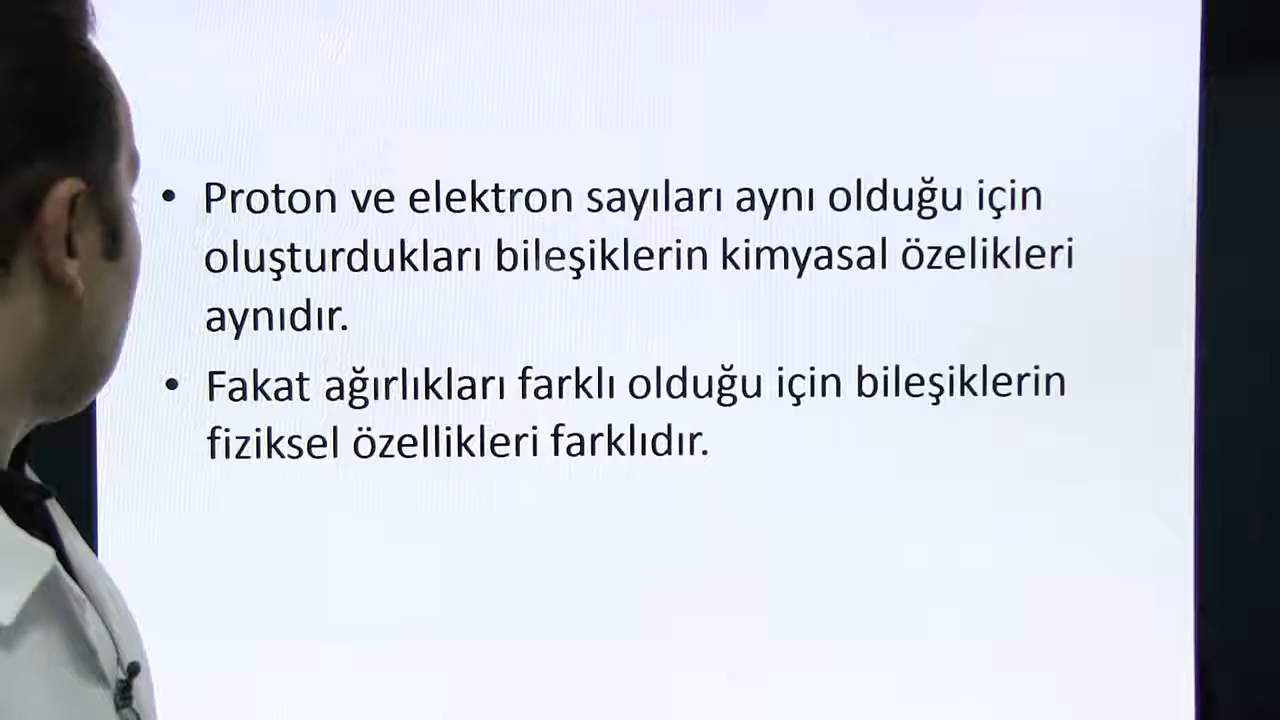 • Proton ve elektron sayıları aynı olduğu için
oluşturdukları bileşiklerin kimyasal özelikleri
aynıdır.
• Fakat ağırlıkları farklı olduğu için bileşiklerin
fiziksel özellikleri farklıdır.